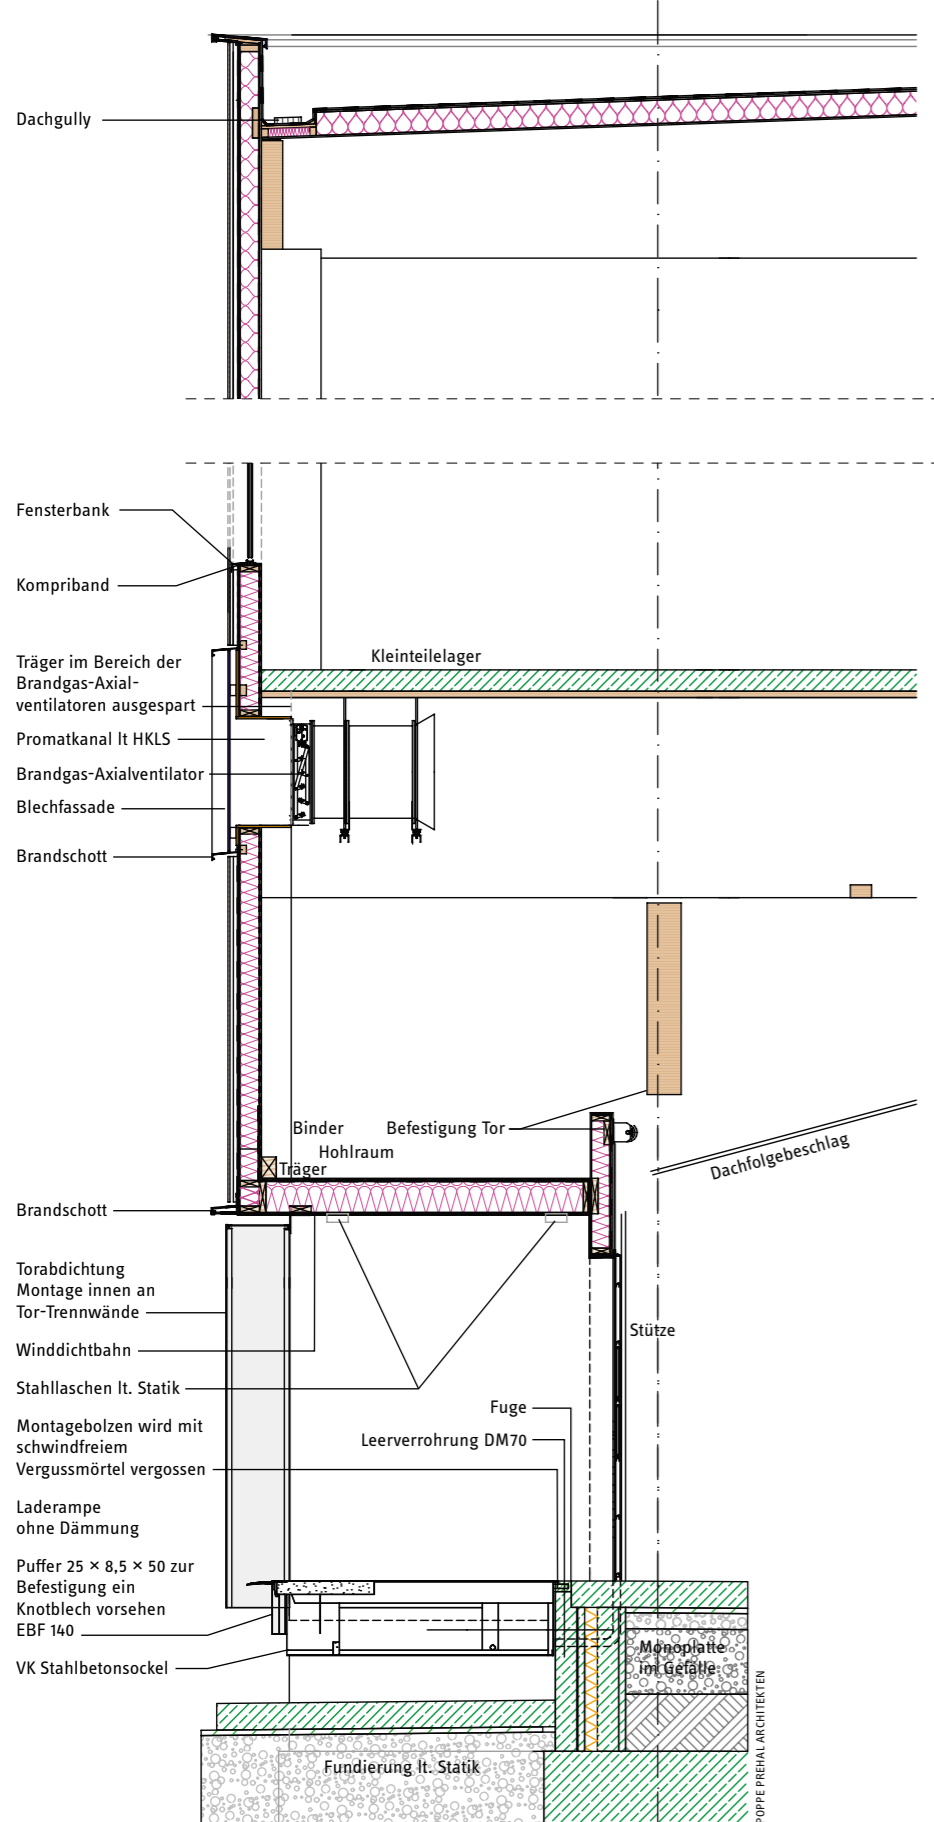 Dachgully
Fensterbank
Kompriband
Kleinteilelager
Träger im Bereich der
Brandgas-Axial-
ventilatoren ausgespart
Promatkanal lt HKLS
Brandgas-Axialventilator
Blechfassade
Brandschott
Binder
Befestigung Tor
Hohlraum
Träger
Dachfolgebeschlag
Brandschott
Torabdichtung
Montage innen an
Tor-Trennwände
Stütze
Winddichtbahn
Stahllaschen lt. Statik
Fuge
Montagebolzen wird mit
schwindfreiem
Vergussmörtel vergossen
Leerverrohrung DM70
Laderampe
ohne Dämmung
Puffer 25 × 8,5 × 50 zur
Befestigung ein
Knotblech vorsehen
EBF 140
VK Stahlbetonsockel
Monoplatte
im Gefälle
Fundierung lt. Statik
POPPE PREHAL ARCHITEKTEN